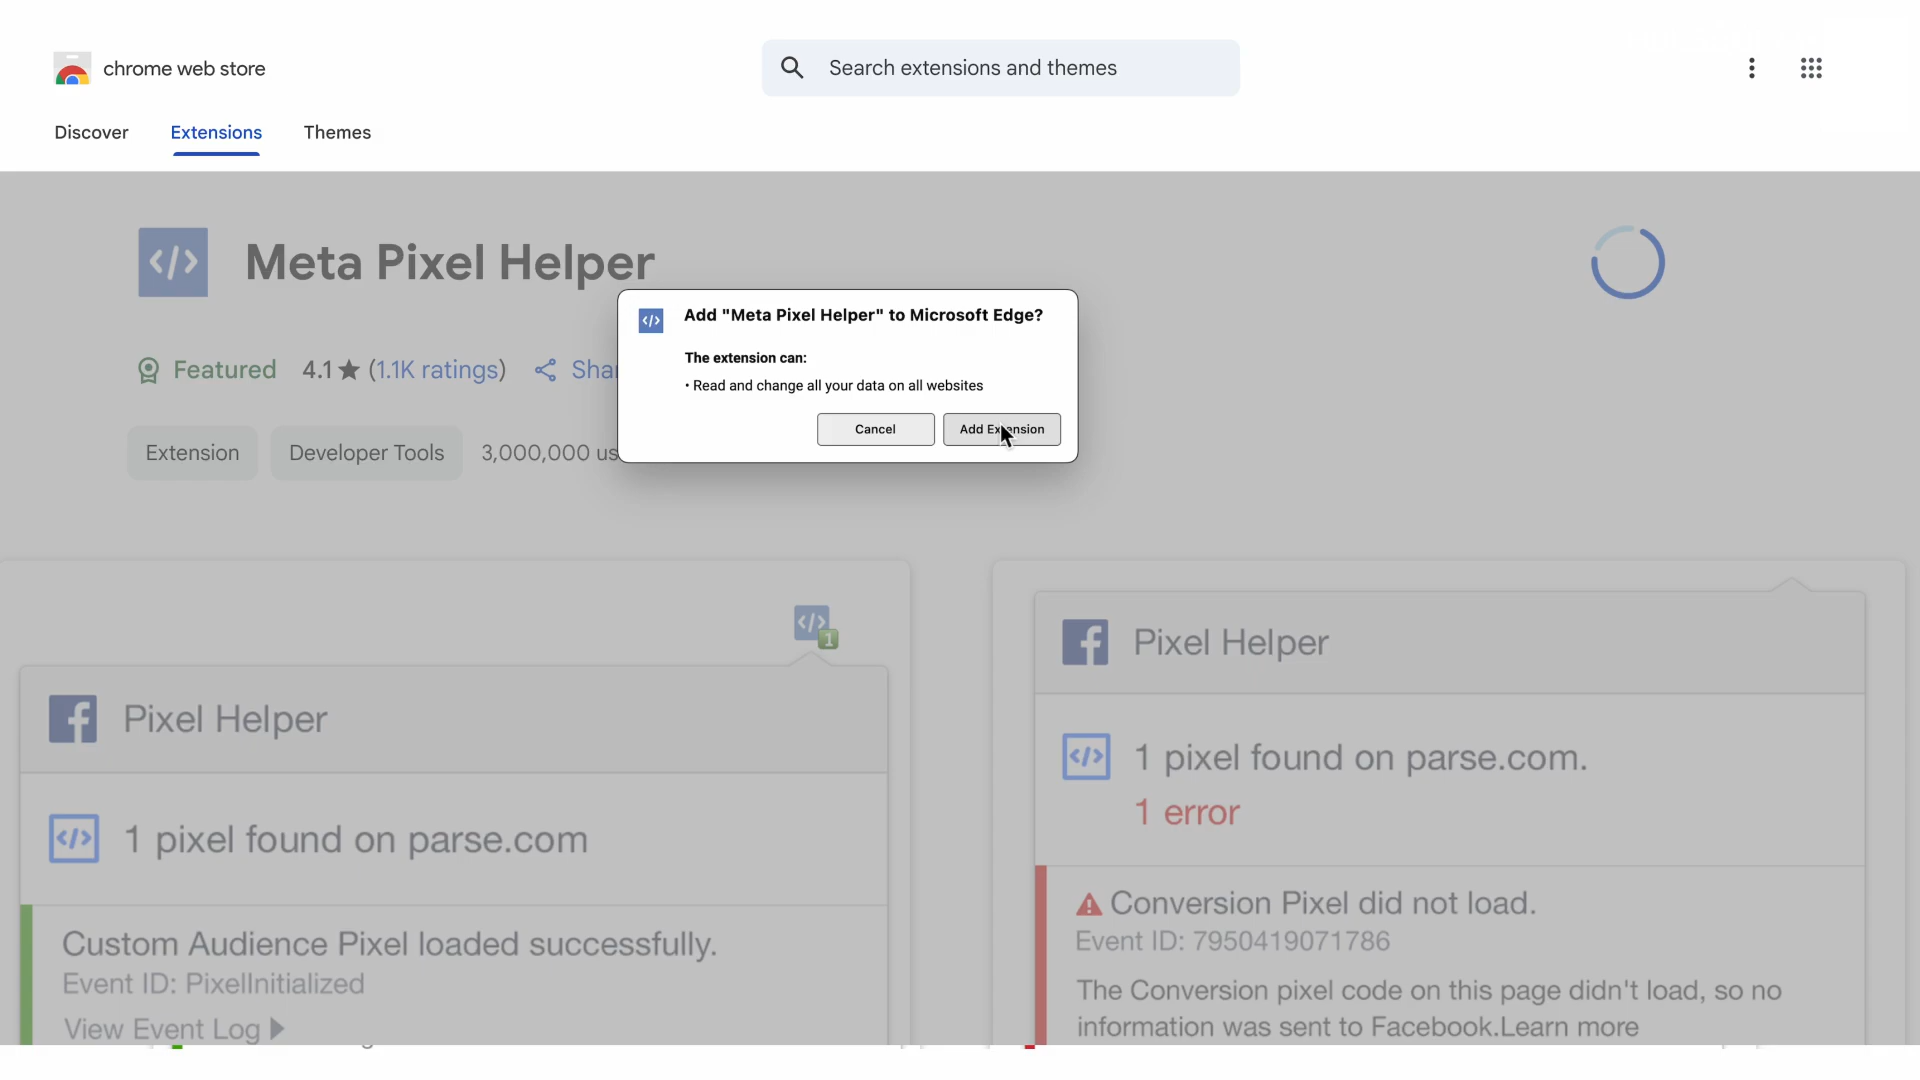 chrome web store
Search extensions and themes
Discover
Extensions
Themes
Meta Pixel Helper
Add "Meta Pixel Helper" to Microsoft Edge?
The extension can:
• Read and change all your data on all websites
Cancel
Add Extension
Featured
4.1★ (1.1K ratings)
Extension
Developer Tools
3,000,000
</>
1
Pixel Helper
1 pixel found on parse.com
Custom Audience Pixel loaded successfully.
Event ID: PixelInitialized
View Event Log
Pixel Helper
1 pixel found on parse.com.
1 error
Conversion Pixel did not load.
Event ID: 7950419071786
The Conversion pixel code on this page didn't load, so no
information was sent to Facebook.Learn more